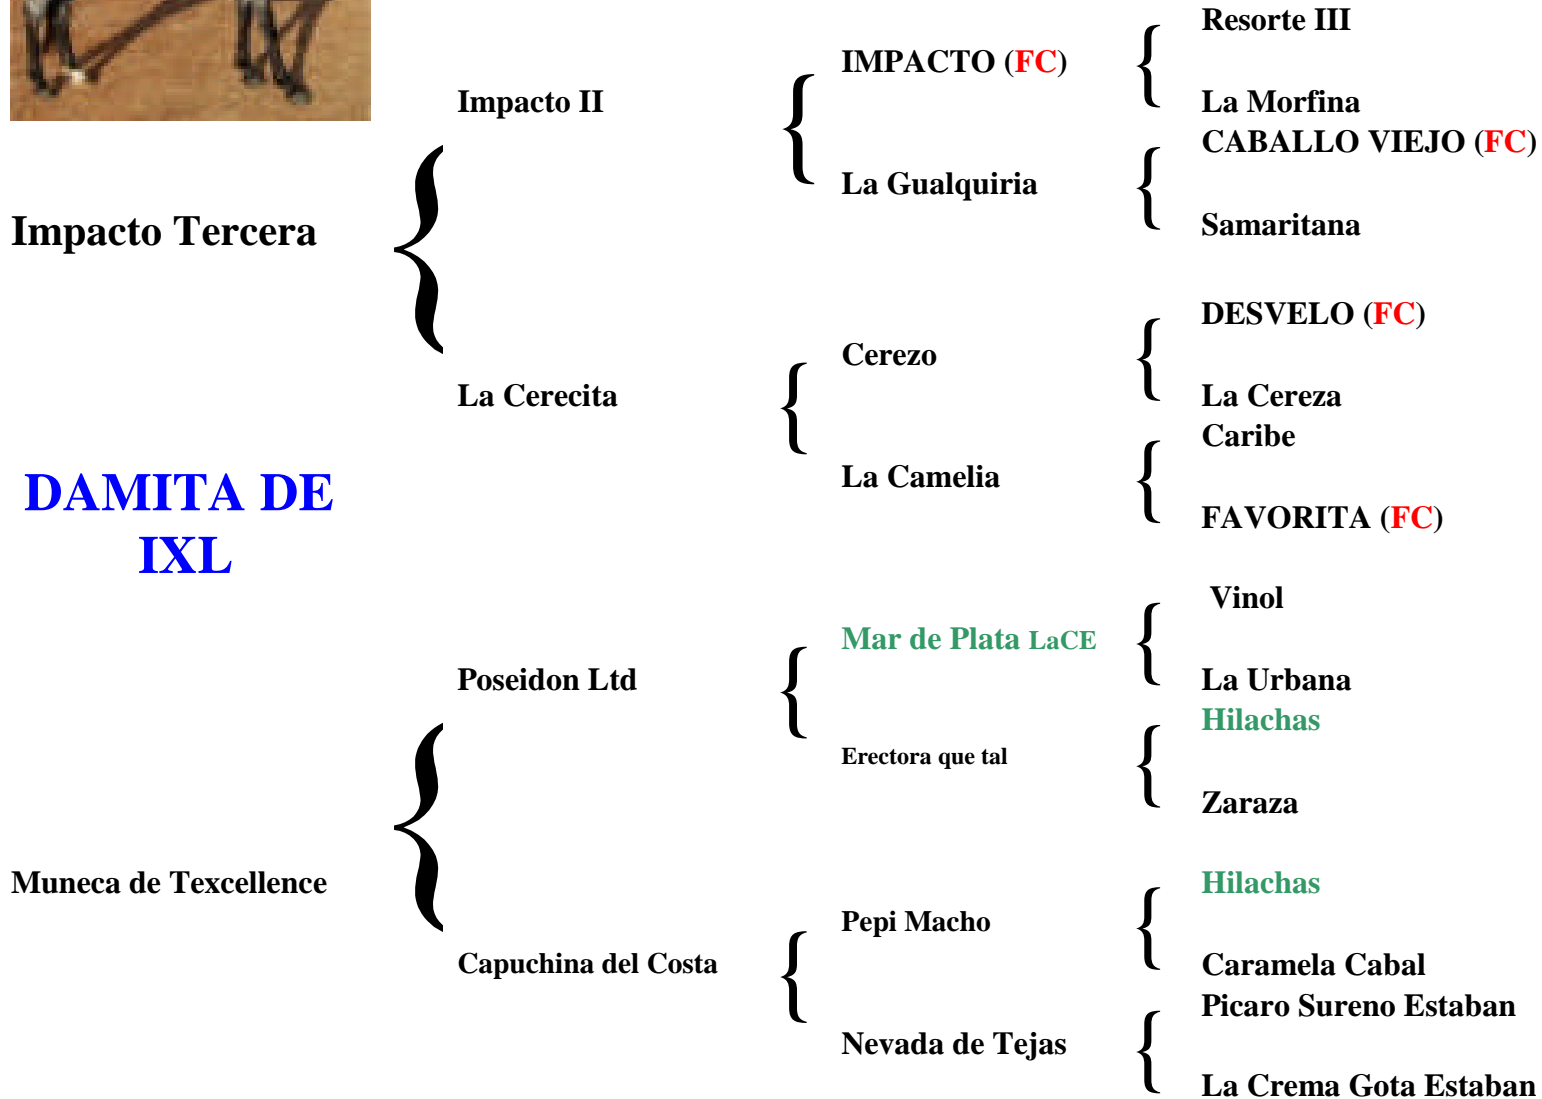 Resorte III
IMPACTO (FC)
Impacto II
La Morfina
CABALLO VIEJO (FC)
La Gualquiria
Samaritana
Impacto Tercera
DESVELO (FC)
Cerezo
La Cerecita
La Cereza
Caribe
La Camelia
FAVORITA (FC)
DAMITA DE
IXL
Vinol
Mar de Plata LaCE
Poseidon Ltd
La Urbana
Hilachas
Erectora que tal
Zaraza
Muneca de Texcellence
Hilachas
Pepi Macho
Capuchina del Costa
Caramela Cabal
Picaro Sureno Estaban
Nevada de Tejas
La Crema Gota Estaban